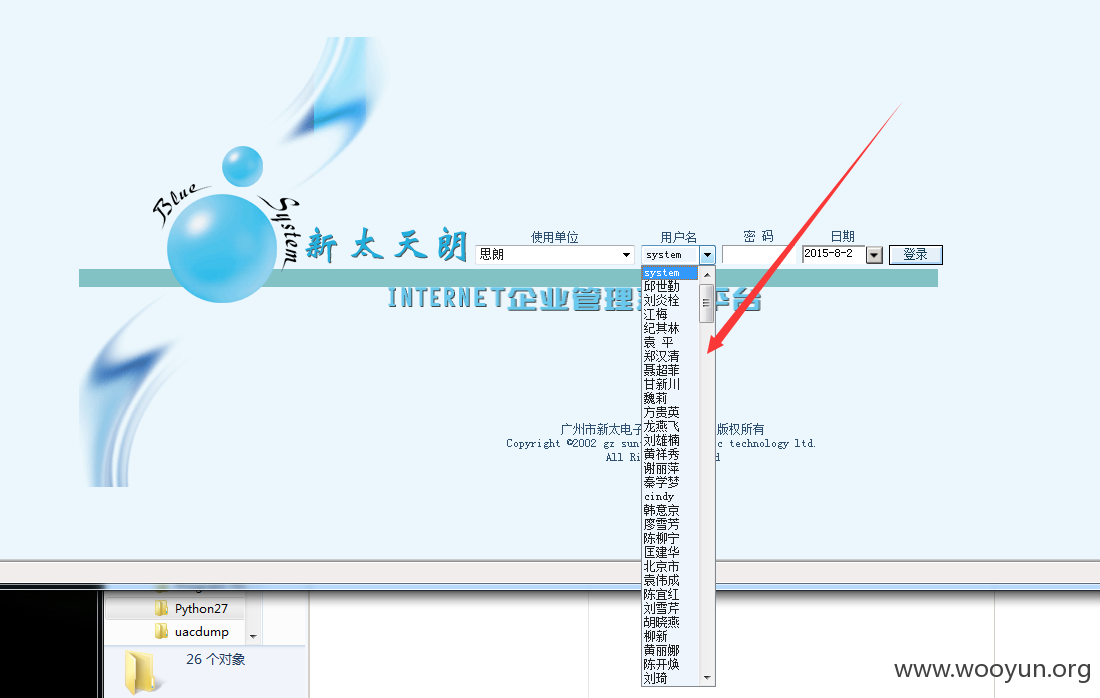 Blue
System
新太天朗
使用单位 用户名 密 码 日期
思朗 system 2015-8-2 登录
INTERNET企业管理 平台
system
邱世勤
刘炎栓
江梅
纪其林
袁 平
郑汉清
聂超菲
甘新川
魏莉
方贵英
龙燕飞
刘雄楠
黄祥秀
谢丽萍
秦学梦
cindy
韩意京
廖雪芳
陈柳宁
匡建华
北京市
袁伟成
陈宜红
刘雪芹
胡晓燕
柳新
黄丽娜
陈开焕
刘琦
广州市新太电子 版权所有
Copyright ©2002 gz technology ltd.
All
Python27
uacdump
26 个对象
www.wooyun.org